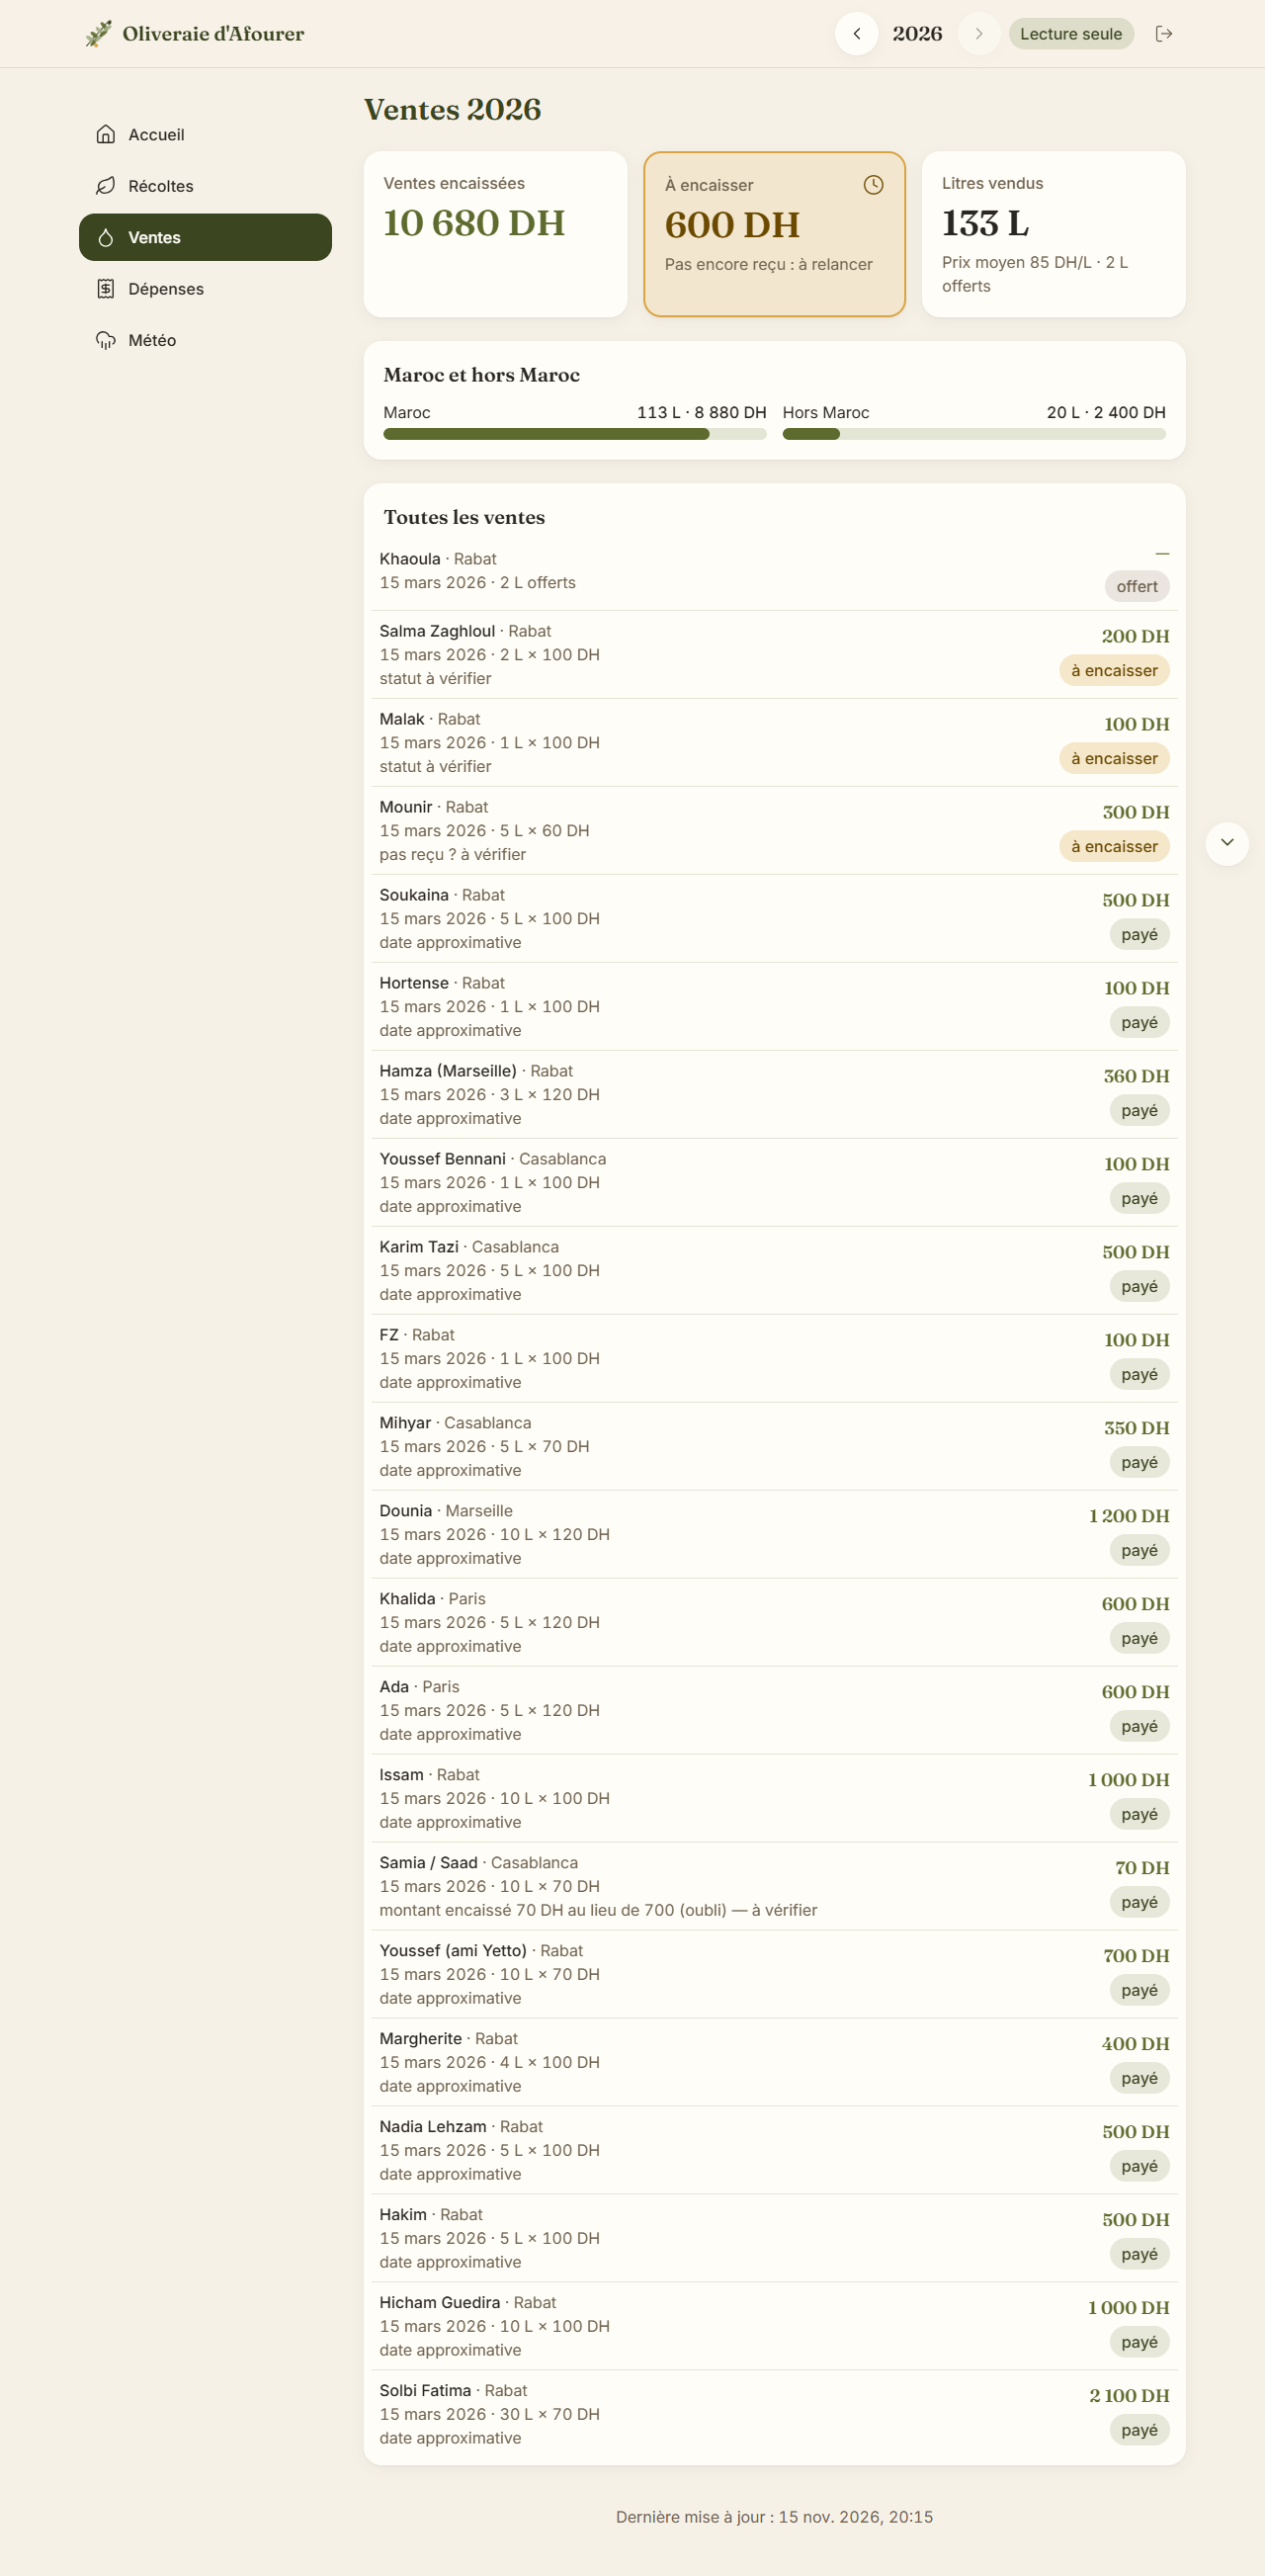 Oliveraie d'Afourer
2026
Lecture seule
Accueil
Récoltes
Ventes
Dépenses
Météo
Ventes 2026
Ventes encaissées
10 680 DH
À encaisser
600 DH
Pas encore reçu : à relancer
Litres vendus
133 L
Prix moyen 85 DH/L · 2 L
offerts
Maroc et hors Maroc
Maroc 113 L · 8 880 DH
Hors Maroc 20 L · 2 400 DH
Toutes les ventes
Khaoula · Rabat
15 mars 2026 · 2 L offerts
—
offert
Salma Zaghloul · Rabat
15 mars 2026 · 2 L × 100 DH
statut à vérifier
200 DH
à encaisser
Malak · Rabat
15 mars 2026 · 1 L × 100 DH
statut à vérifier
100 DH
à encaisser
Mounir · Rabat
15 mars 2026 · 5 L × 60 DH
pas reçu ? à vérifier
300 DH
à encaisser
Soukaina · Rabat
15 mars 2026 · 5 L × 100 DH
date approximative
500 DH
payé
Hortense · Rabat
15 mars 2026 · 1 L × 100 DH
date approximative
100 DH
payé
Hamza (Marseille) · Rabat
15 mars 2026 · 3 L × 120 DH
date approximative
360 DH
payé
Youssef Bennani · Casablanca
15 mars 2026 · 1 L × 100 DH
date approximative
100 DH
payé
Karim Tazi · Casablanca
15 mars 2026 · 5 L × 100 DH
date approximative
500 DH
payé
FZ · Rabat
15 mars 2026 · 1 L × 100 DH
date approximative
100 DH
payé
Mihyar · Casablanca
15 mars 2026 · 5 L × 70 DH
date approximative
350 DH
payé
Dounia · Marseille
15 mars 2026 · 10 L × 120 DH
date approximative
1 200 DH
payé
Khalida · Paris
15 mars 2026 · 5 L × 120 DH
date approximative
600 DH
payé
Ada · Paris
15 mars 2026 · 5 L × 120 DH
date approximative
600 DH
payé
Issam · Rabat
15 mars 2026 · 10 L × 100 DH
date approximative
1 000 DH
payé
Samia / Saad · Casablanca
15 mars 2026 · 10 L × 70 DH
montant encaissé 70 DH au lieu de 700 (oubli) — à vérifier
70 DH
payé
Youssef (ami Yetto) · Rabat
15 mars 2026 · 10 L × 70 DH
date approximative
700 DH
payé
Margherite · Rabat
15 mars 2026 · 4 L × 100 DH
date approximative
400 DH
payé
Nadia Lehzam · Rabat
15 mars 2026 · 5 L × 100 DH
date approximative
500 DH
payé
Hakim · Rabat
15 mars 2026 · 5 L × 100 DH
date approximative
500 DH
payé
Hicham Guedira · Rabat
15 mars 2026 · 10 L × 100 DH
date approximative
1 000 DH
payé
Solbi Fatima · Rabat
15 mars 2026 · 30 L × 70 DH
date approximative
2 100 DH
payé
Dernière mise à jour : 15 nov. 2026, 20:15